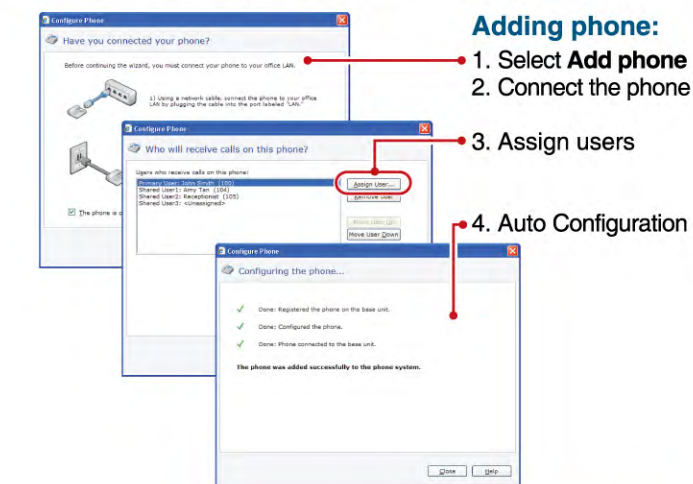 Adding phone:
1. Select Add phone
2. Connect the phone
3. Assign users
4. Auto Configuration
Configure Phone
Have you connected your phone?
Before continuing the wizard, you must connect your phone to your office LAN.
1) Using a network cable, connect the phone to your office
LAN by plugging the cable into the port labeled "LAN."
The phone is c
Configure Phone
Who will receive calls on this phone?
Users who receive calls on this phone:
Primary User: John Smith (100)
Shared User1: Amy Tan (104)
Shared User2: Receptionist (105)
Shared User3: <Unassigned>
Assign User...
Remove User
Move User Up
Move User Down
Configure Phone
Configuring the phone...
Done: Registered the phone on the base unit.
Done: Configured the phone.
Done: Phone connected to the base unit.
The phone was added successfully to the phone system.
Close
Help